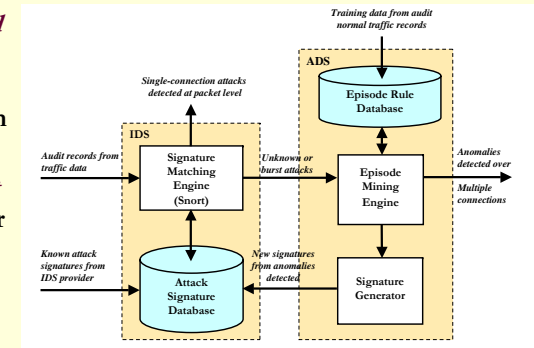 Training data from audit
normal traffic records
ADS
Single-connection attacks
detected at packet level
Episode Rule
Database
IDS
Audit records from
traffic data
Signature
Matching
Engine
(Snort)
Unknown or
burst attacks
Episode
Mining
Engine
Anomalies
detected over
Multiple
connections
Known attack
signatures from
IDS provider
Attack
Signature
Database
New signatures
from anomalies
detected
Signature
Generator